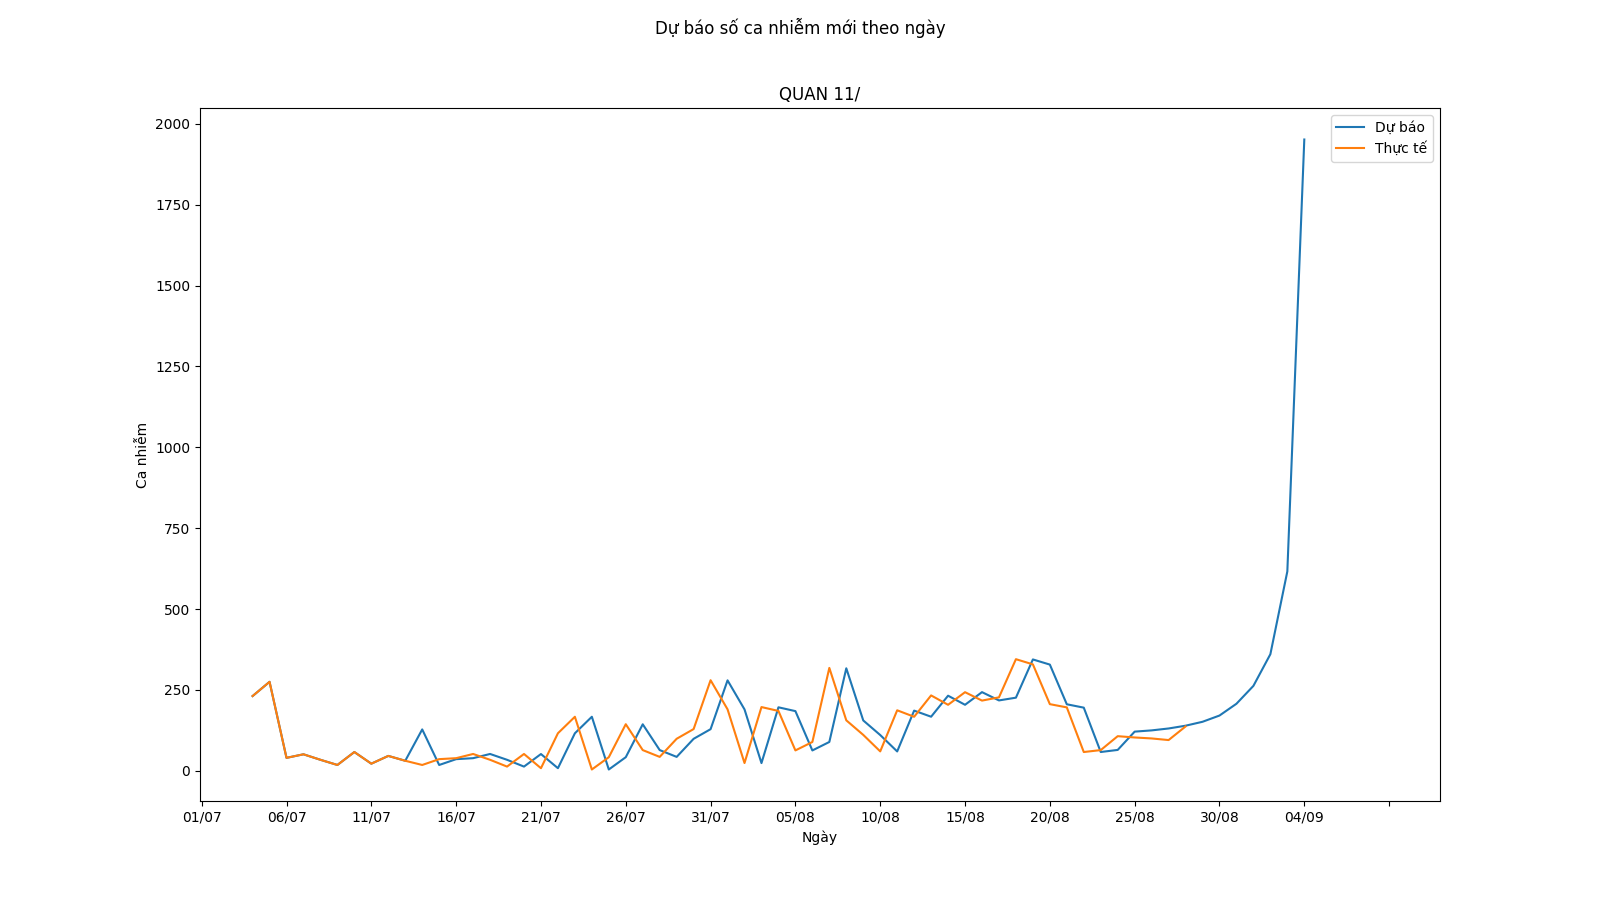 Dự báo số ca nhiễm mới theo ngày
QUAN 11/
Dự báo
Thực tế
2000
1750
1500
1250
1000
750
500
250
0
Ca nhiễm
01/07 06/07 11/07 16/07 21/07 26/07 31/07 05/08 10/08 15/08 20/08 25/08 30/08 04/09
Ngày